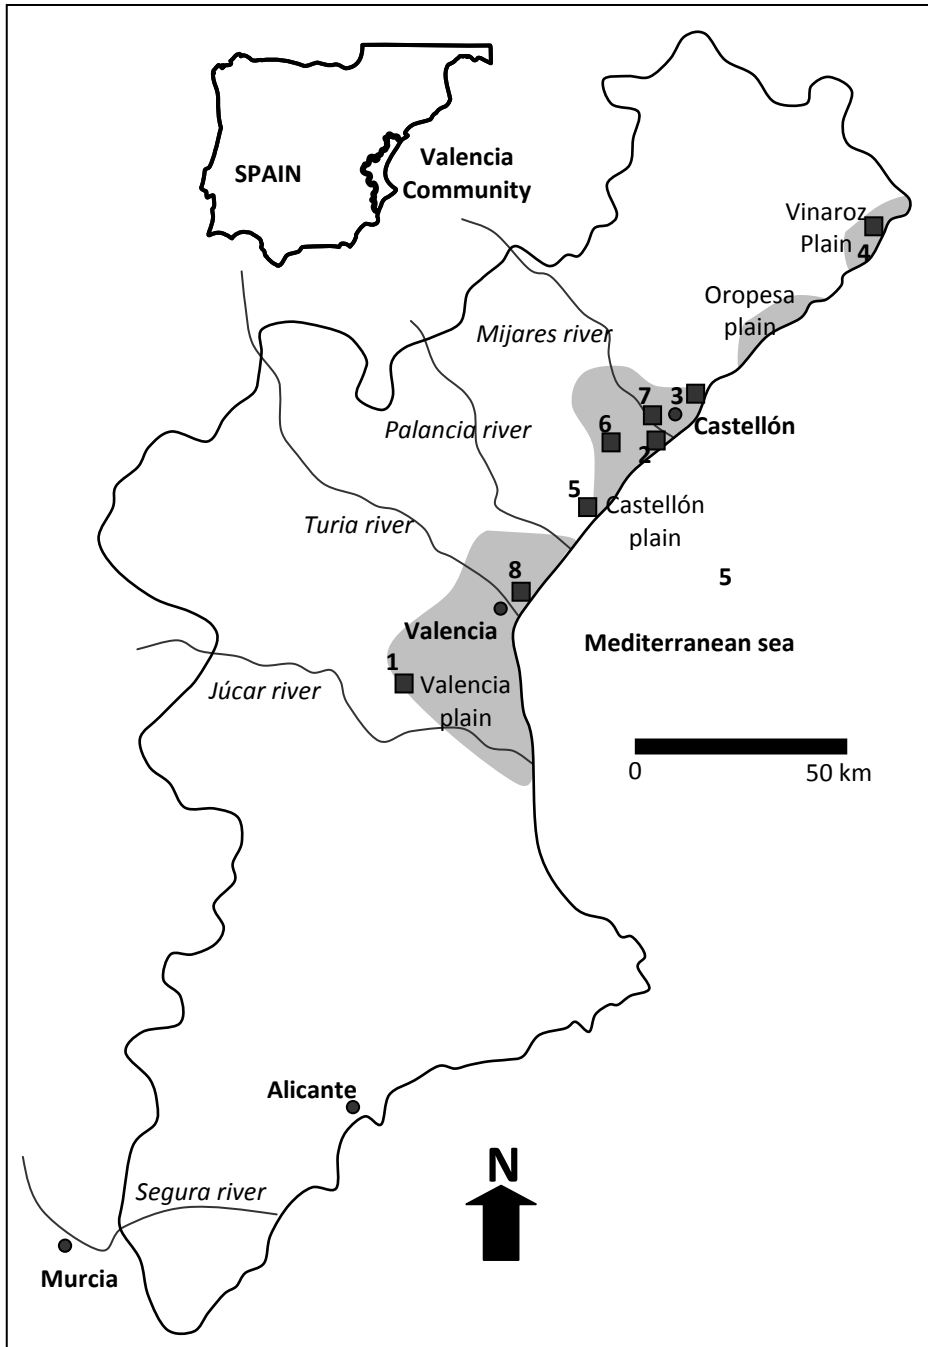 SPAIN
Valencia
Community
Vinaroz
Plain
4
Oropesa
plain
Mijares river
7
3
Castellón
Palancia river
6
2
5
Castellón
plain
Turia river
8
5
Valencia
Mediterranean sea
1
Valencia
plain
Júcar river
0
50 km
Alicante
N
Segura river
Murcia